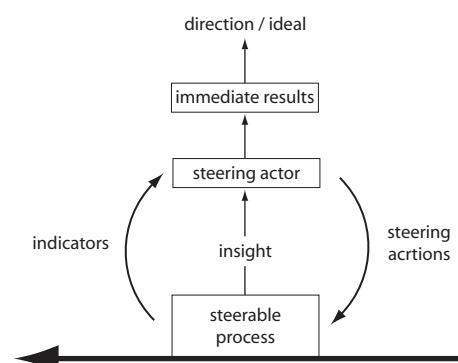 direction / ideal
immediate results
steering actor
indicators
insight
steering
acrtions
steerable
process